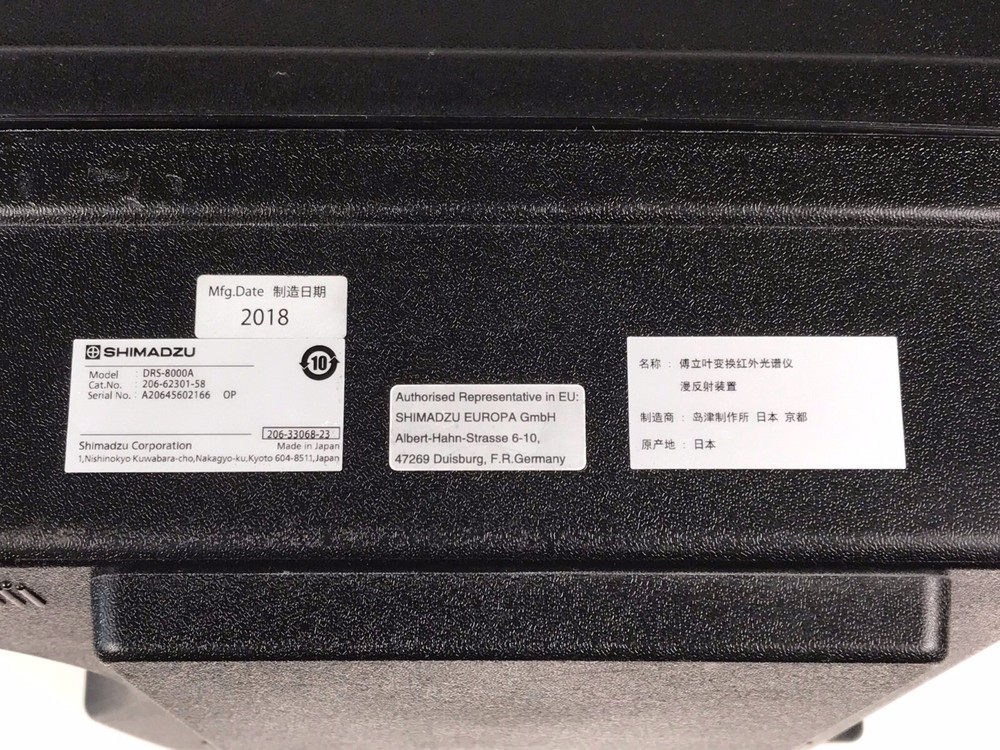 Mfg.Date 制造日期
2018
SHIMADZU
10
Model : DRS-8000A
Cat.No. : 206-62301-58
Serial No. : A20645602166 OP
206-33068-23
Shimadzu Corporation Made in Japan
1,Nishinokyo Kuwabara-cho,Nakagyo-ku,Kyoto 604-8511,Japan
Authorised Representative in EU:
SHIMADZU EUROPA GmbH
Albert-Hahn-Strasse 6-10,
47269 Duisburg, F.R.Germany
名称 : 傅立叶变换红外光谱仪
漫反射装置
制造商 : 岛津制作所 日本 京都
原产地 : 日本